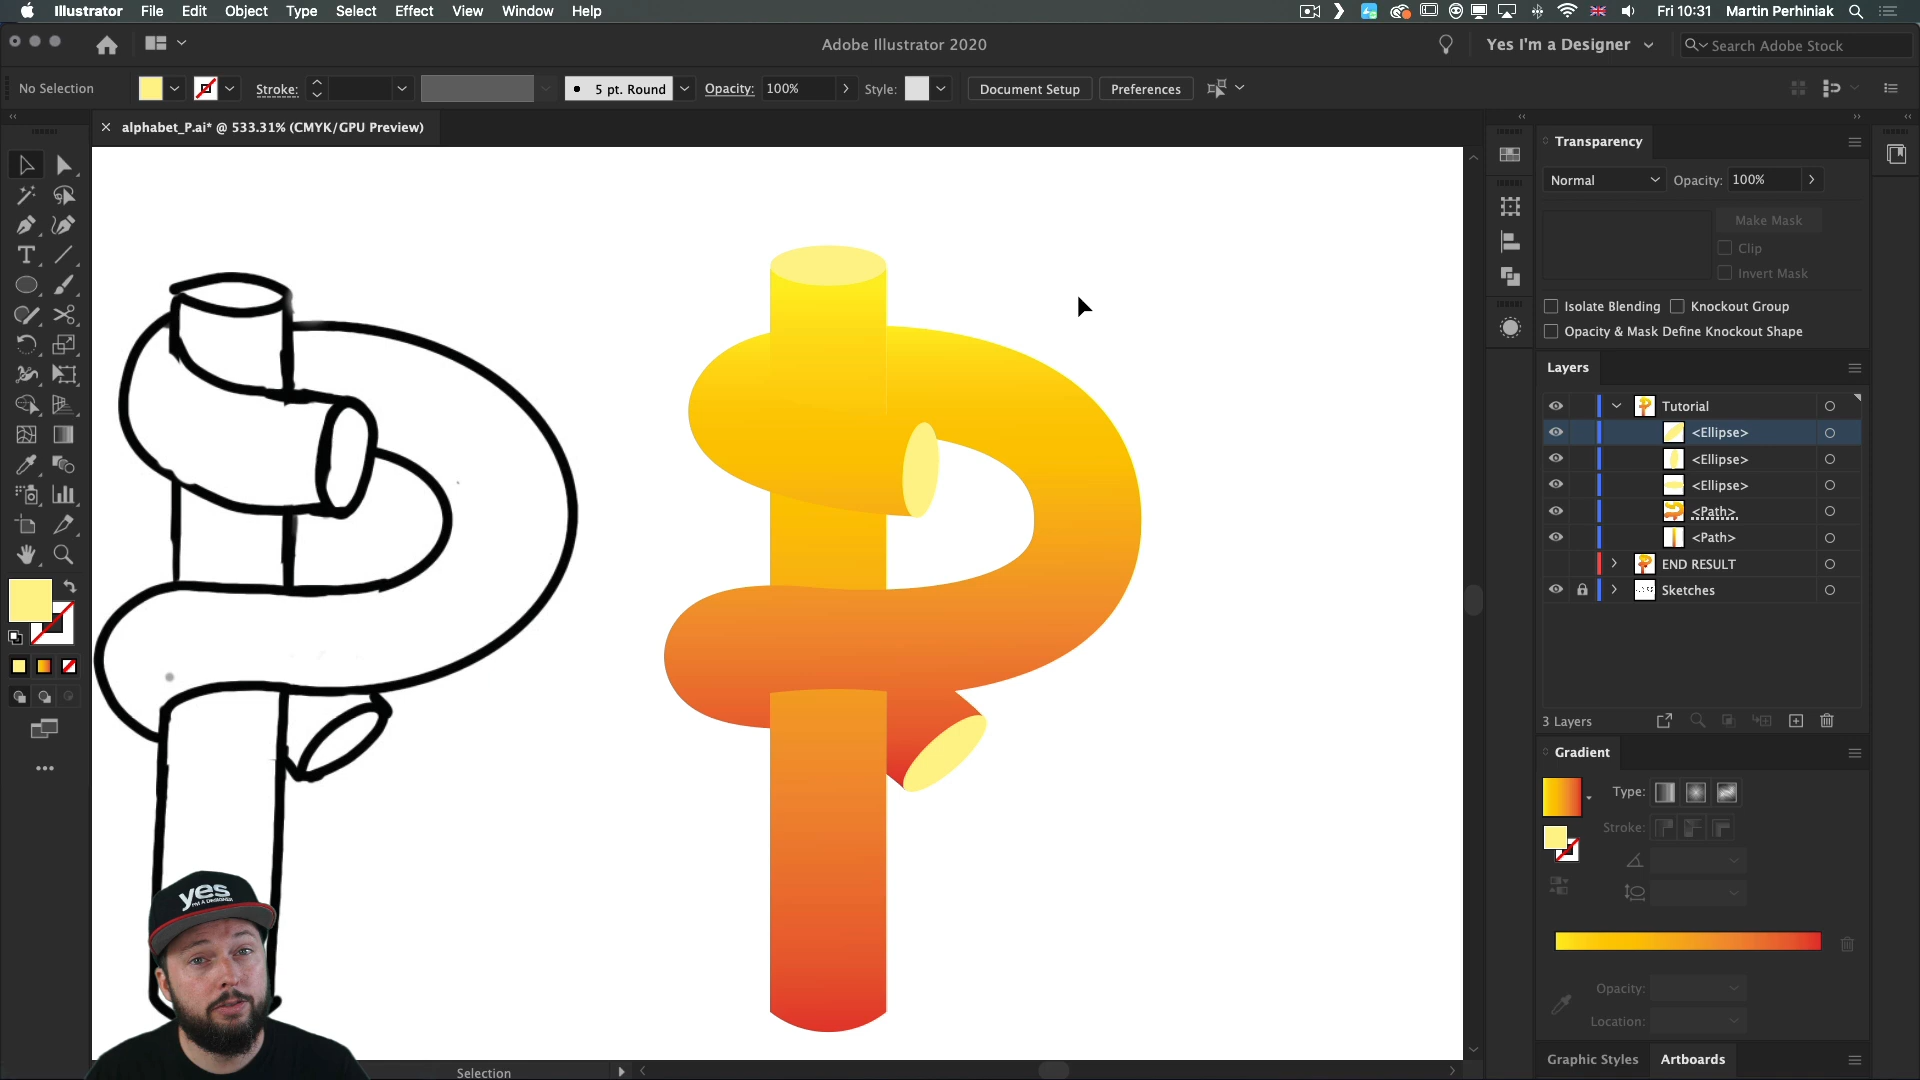 Illustrator File Edit Object Type Select Effect View Window Help
Fri 10:31 Martin Perhiniak
Adobe Illustrator 2020
Yes I'm a Designer
Search Adobe Stock
No Selection
Stroke:
5 pt. Round
Opacity: 100%
Style:
Document Setup
Preferences
alphabet_P.ai* @ 533.31% (CMYK/GPU Preview)
Transparency
Normal
Opacity: 100%
Make Mask
Clip
Invert Mask
Isolate Blending
Knockout Group
Opacity & Mask Define Knockout Shape
Layers
Tutorial
<Ellipse>
<Ellipse>
<Ellipse>
<Path>
<Path>
END RESULT
Sketches
3 Layers
Gradient
Type:
Stroke:
Opacity:
Location:
Graphic Styles
Artboards
Selection
yes